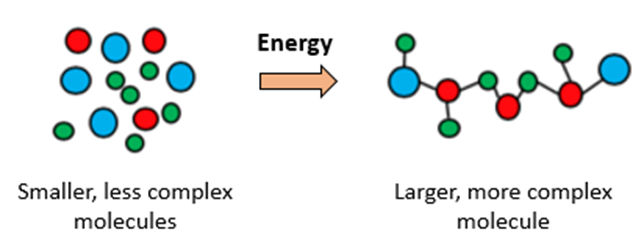 Energy
Smaller, less complex
molecules
Larger, more complex
molecule